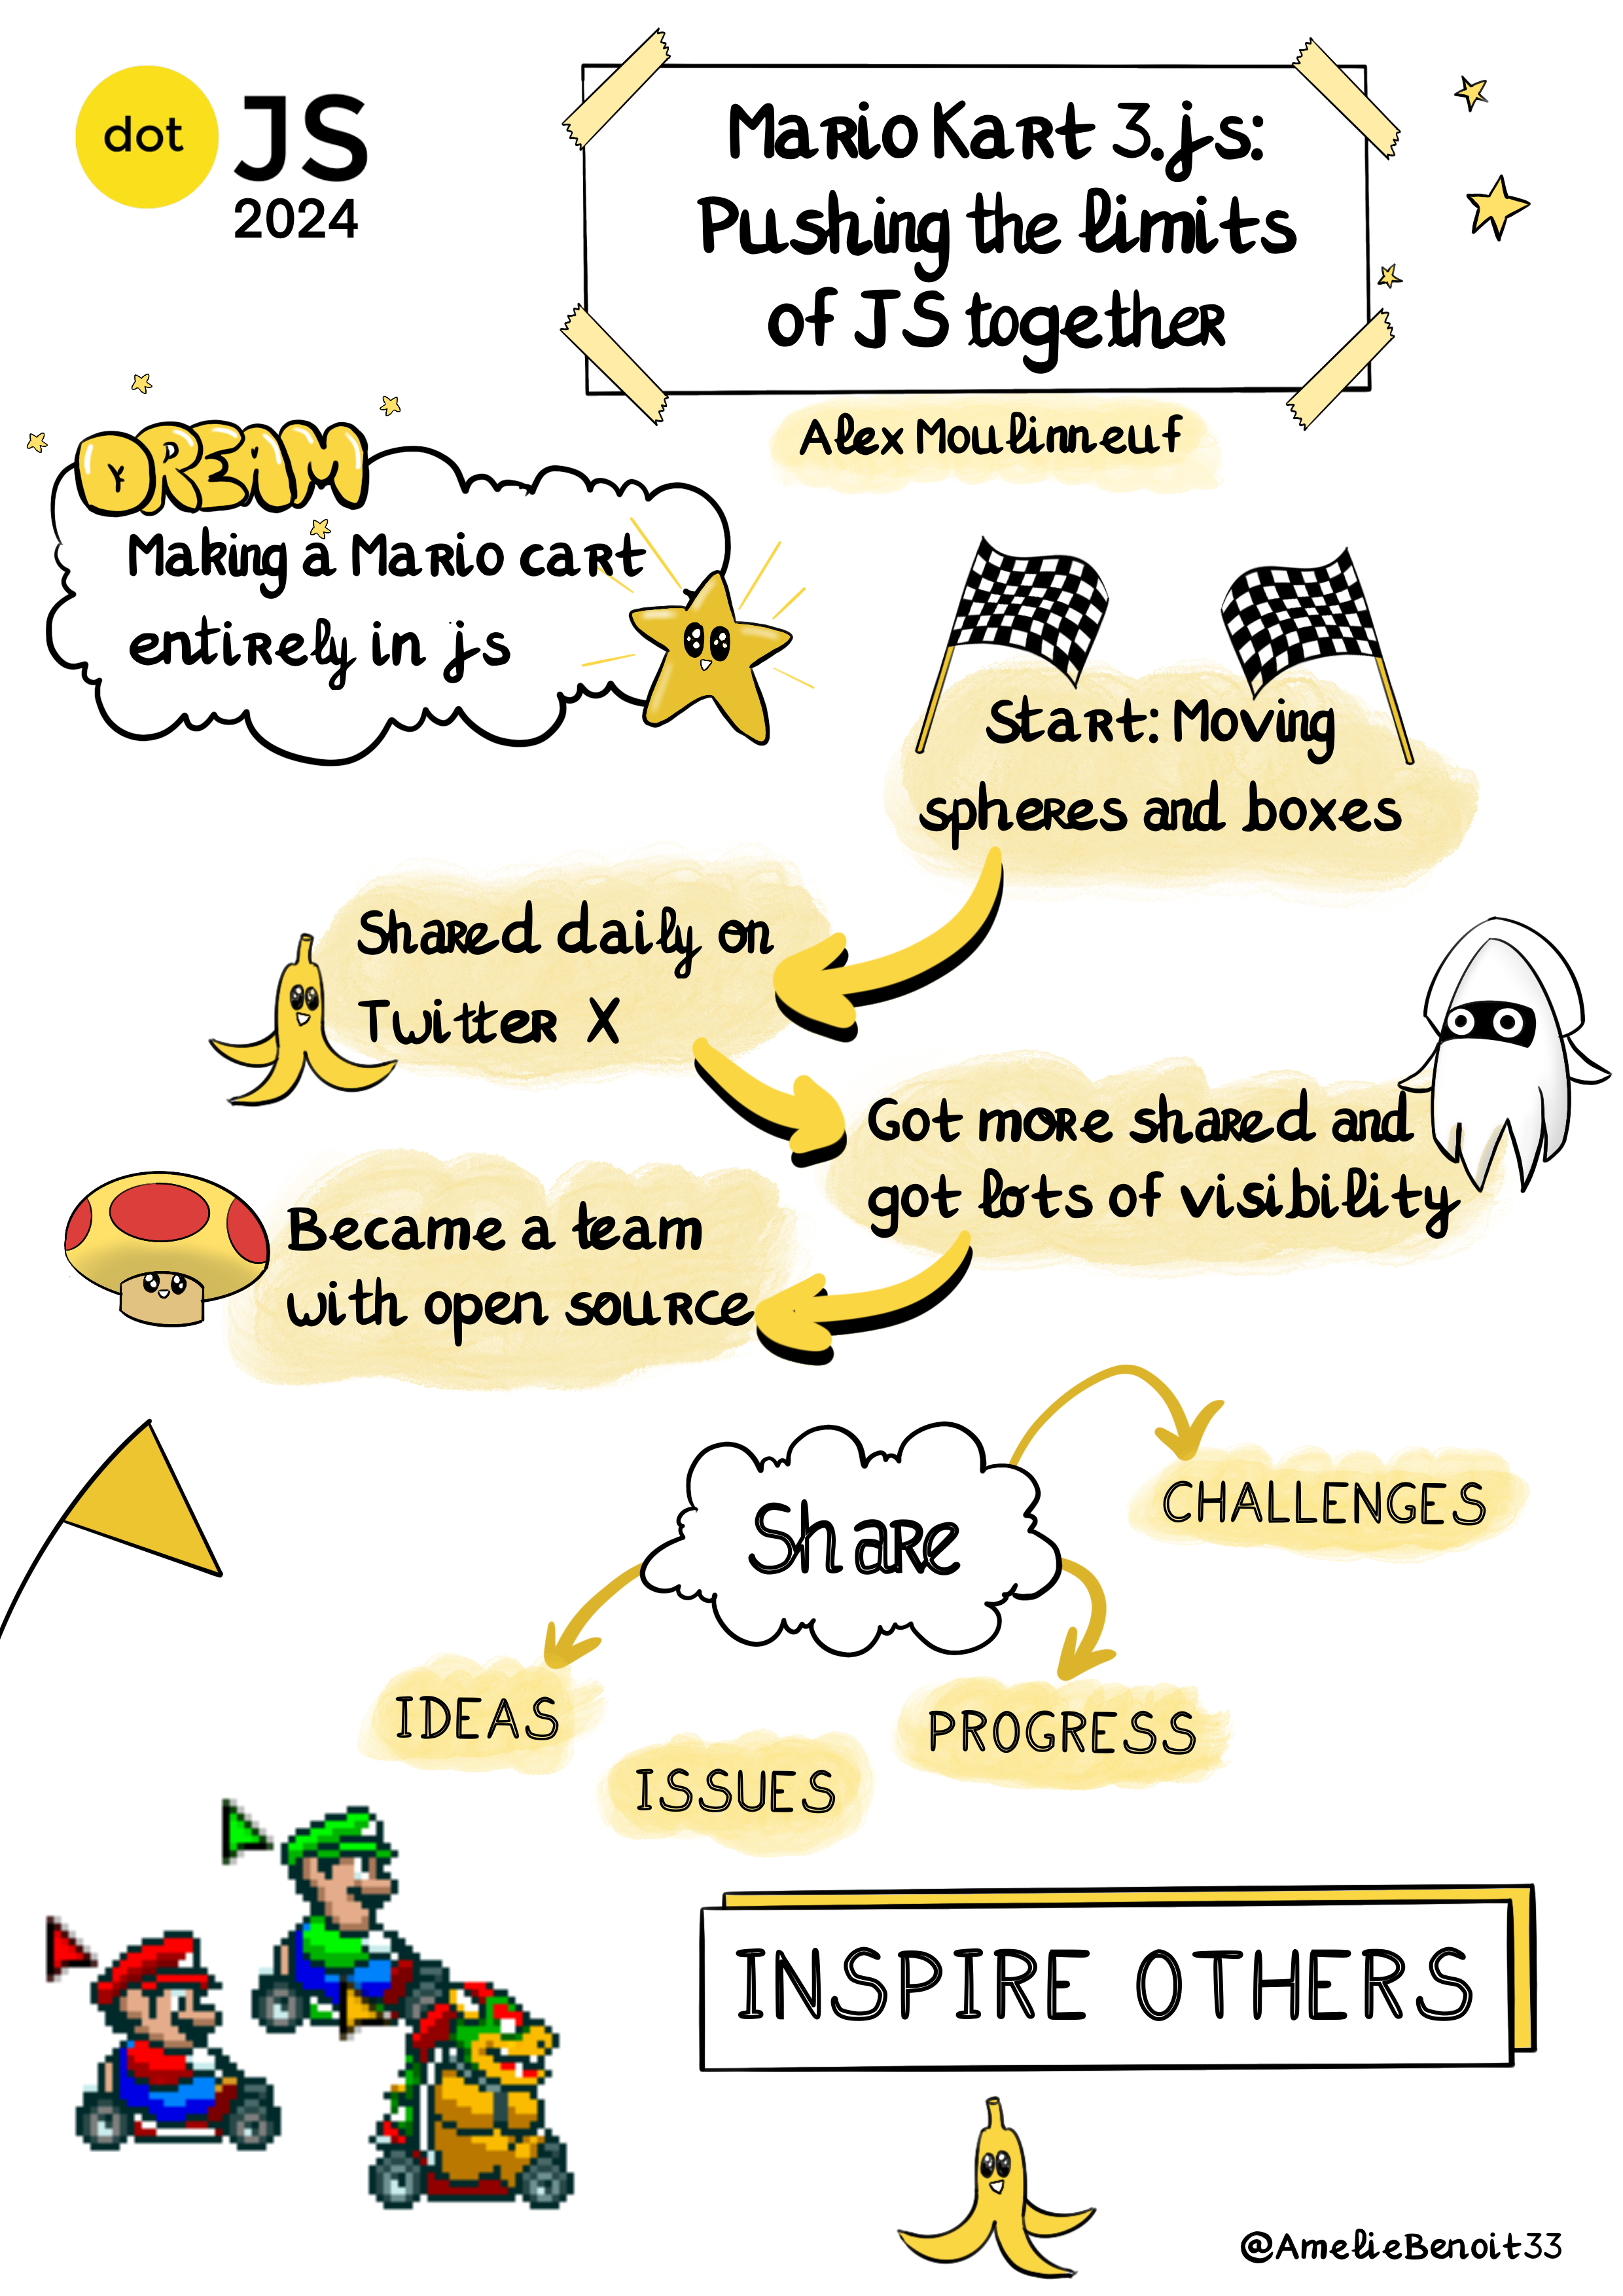 dot JS
2024
Mario Kart 3.js:
Pushing the limits
of JS together
Alex Moulinneuf
DREAM
Making a Mario cart
entirely in js
Start: Moving
spheres and boxes
Shared daily on
Twitter X
Got more shared and
got lots of visibility
Became a team
with open source
Share
CHALLENGES
IDEAS
PROGRESS
ISSUES
INSPIRE OTHERS
@AmelieBenoit33